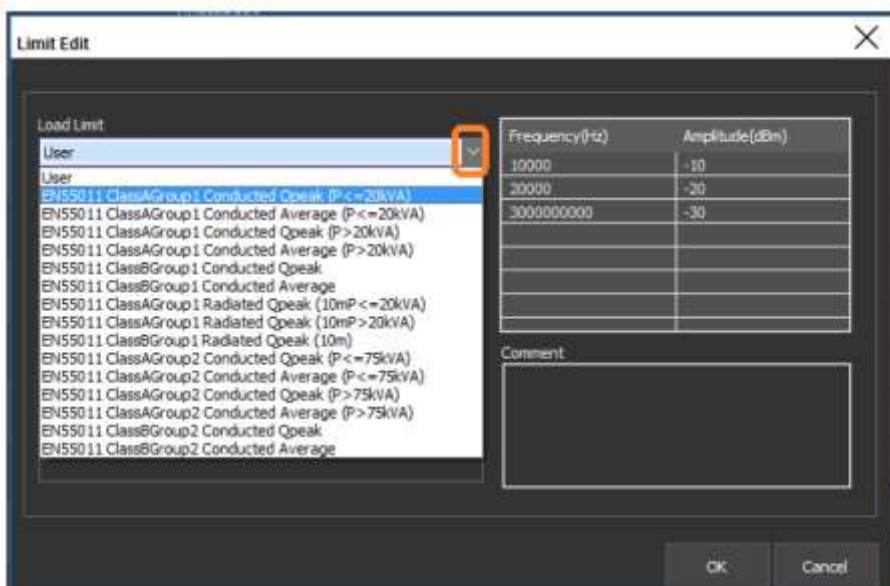 Limit Edit
Load Limit
User
User
EN55011 ClassAGroup1 Conducted Qpeak (P<=20kVA)
EN55011 ClassAGroup1 Conducted Average (P<=20kVA)
EN55011 ClassAGroup1 Conducted Qpeak (P>20kVA)
EN55011 ClassAGroup1 Conducted Average (P>20kVA)
EN55011 ClassBGroup1 Conducted Qpeak
EN55011 ClassBGroup1 Conducted Average
EN55011 ClassAGroup1 Radiated Qpeak (10mP<=20kVA)
EN55011 ClassAGroup1 Radiated Qpeak (10mP>20kVA)
EN55011 ClassBGroup1 Radiated Qpeak (10m)
EN55011 ClassAGroup2 Conducted Qpeak (P<=75kVA)
EN55011 ClassAGroup2 Conducted Average (P<=75kVA)
EN55011 ClassAGroup2 Conducted Qpeak (P>75kVA)
EN55011 ClassAGroup2 Conducted Average (P>75kVA)
EN55011 ClassBGroup2 Conducted Qpeak
EN55011 ClassBGroup2 Conducted Average
Frequency(Hz) Amplitude(dBm)
10000 -10
20000 -20
3000000000 -30
Comment
OK Cancel